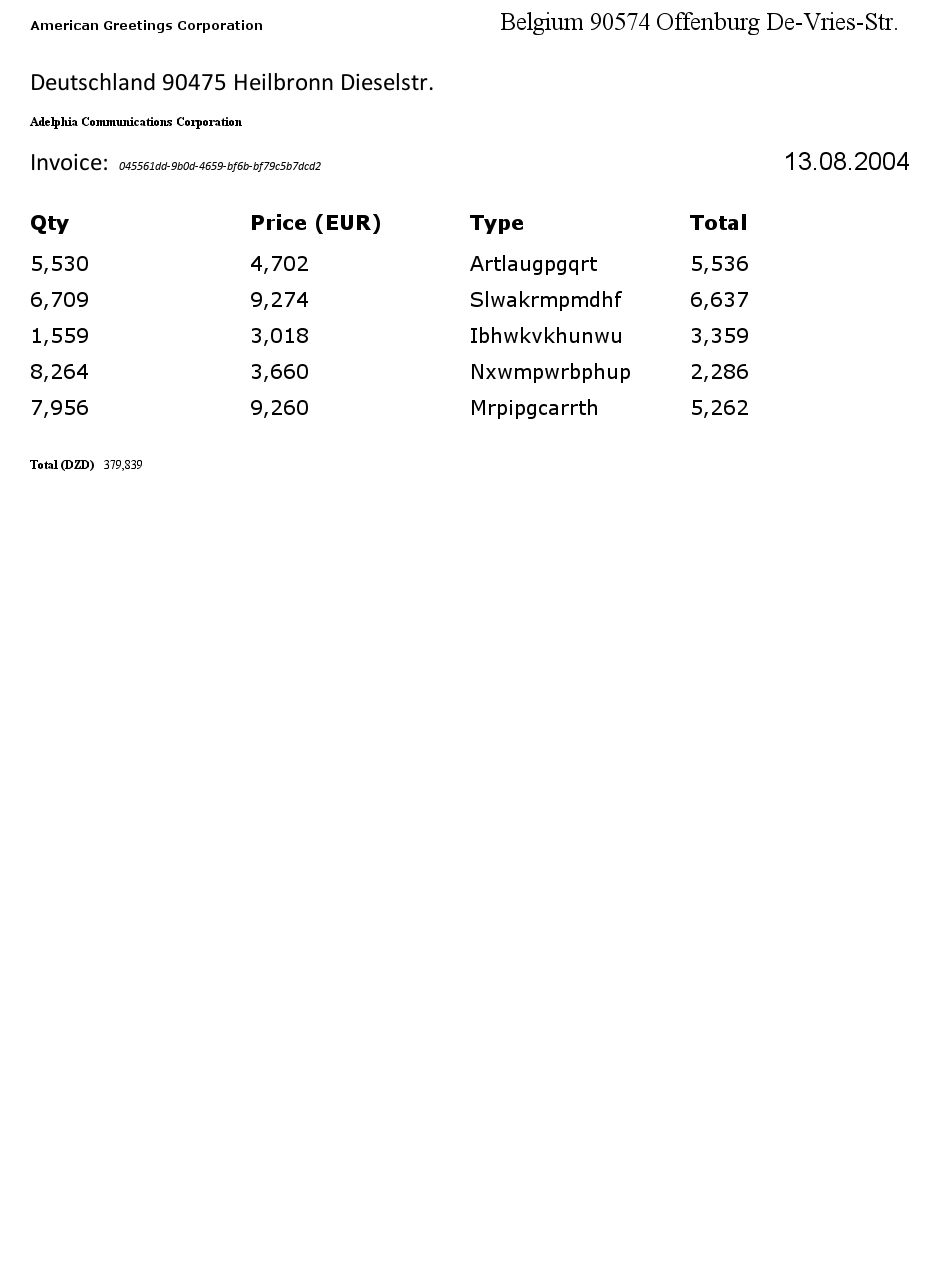 American Greetings Corporation Belgium 90574 Offenburg De-Vries-Str.
Deutschland 90475 Heilbronn Dieselstr.
Adelphia Communications Corporation
Invoice: 045561dd-9b0d-4659-bf6b-bf79c5b7dcd2 13.08.2004
Qty Price (EUR) Type Total
5,530 4,702 Artlaugpgqrt 5,536
6,709 9,274 Slwakrmpmdhf 6,637
1,559 3,018 Ibhwkvkhunwu 3,359
8,264 3,660 Nxwmpwrbphup 2,286
7,956 9,260 Mrpipgcarrth 5,262
Total (DZD) 379,839